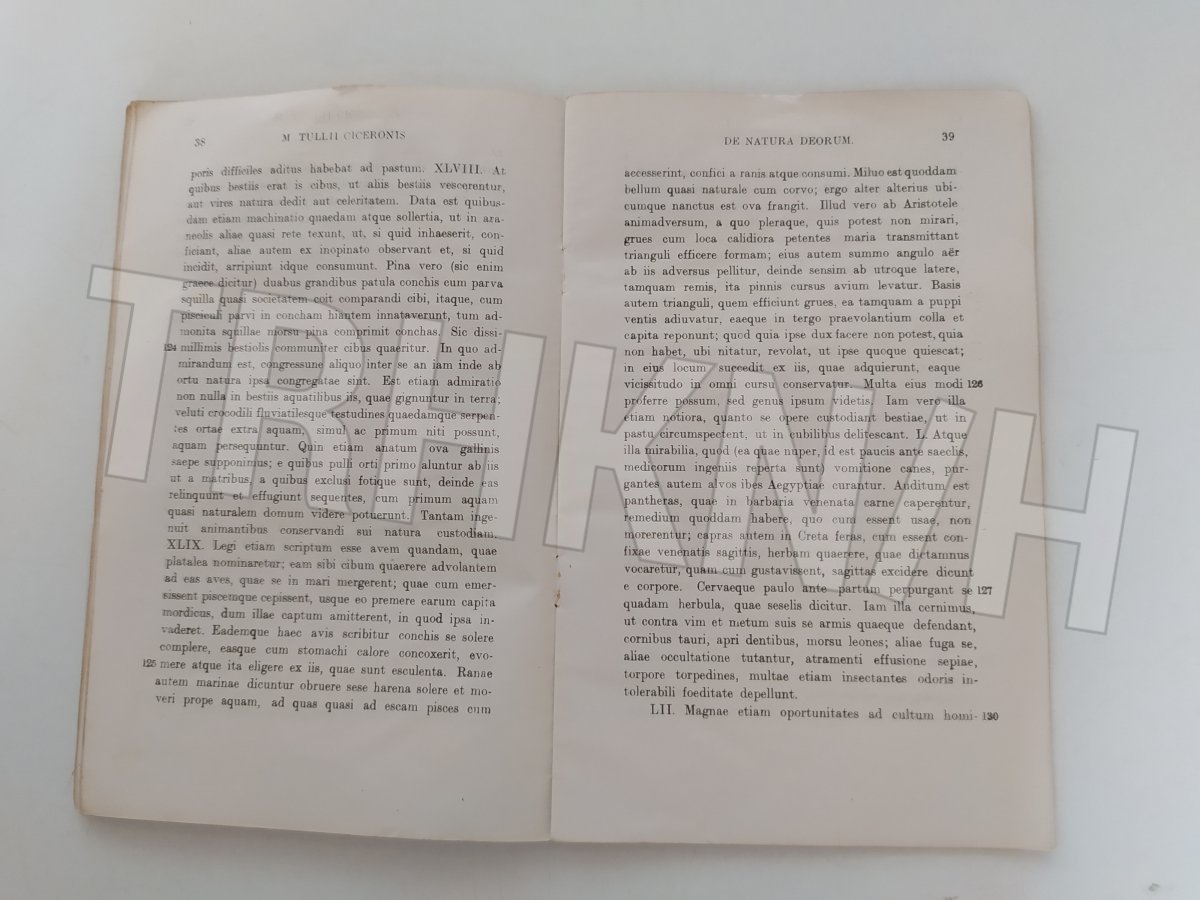 38
M TULLII CICERONIS
poris difficiles aditus habebat ad pastum. XLVIII. At
quibus bestiis erat is cibus, ut aliis bestiis vescerentur,
aut vires natura dedit aut celeritatem. Data est quibus-
dam etiam machinatio quaedam atque sollertia, ut in ara-
neolis aliae quasi rete texunt, ut, si quid inhaeserit, con-
ficiant, aliae autem ex inopinato observant et, si quid
incidit, arripiunt idque consumunt. Pina vero (sic enim
graece dicitur) duabus grandibus patula conchis cum parva
squilla quasi societatem coit comparandi cibi, itaque, cum
pisciculi parvi in concham hiantem innataverunt, tum ad-
monita squillae morsu pina comprimit conchas. Sic dissi-
124 millimis bestiolis communiter cibus quaeritur. In quo ad-
mirandum est, congressune aliquo inter se an iam inde ab
ortu natura ipsa congregatae sint. Est etiam admiratio
non nulla in bestiis aquatilibus iis, quae gignuntur in terra;
veluti crocodili fluviatilesque testudines quaedamque serpen-
tes ortae extra aquam, simul ac primum niti possunt,
aquam persequuntur. Quin etiam anatum ova gallinis
saepe supponimus; e quibus pulli orti primo aluntur ab iis
ut a matribus, a quibus exclusi fotique sunt, deinde eas
relinquunt et effugiunt sequentes, cum primum aquam
quasi naturalem domum videre potuerunt. Tantam inge-
nuit animantibus conservandi sui natura custodiam.
XLIX. Legi etiam scriptum esse avem quandam, quae
platalea nominaretur; eam sibi cibum quaerere advolantem
ad eas aves, quae se in mari mergerent; quae cum emer-
sissent piscemque cepissent, usque eo premere earum capita
mordicus, dum illae captum amitterent, in quod ipsa in-
vaderet. Eademque haec avis scribitur conchis se solere
complere, easque cum stomachi calore concoxerit, evo-
125 mere atque ita eligere ex iis, quae sunt esculenta. Ranae
autem marinae dicuntur obruere sese harena solere et mo-
veri prope aquam, ad quas quasi ad escam pisces cum
DE NATURA DEORUM.
39
accesserint, confici a ranis atque consumi. Miluo est quoddam
bellum quasi naturale cum corvo; ergo alter alterius ubi-
cumque nanctus est ova frangit. Illud vero ab Aristotele
animadversum, a quo pleraque, quis potest non mirari,
grues cum loca calidiora petentes maria transmittant
trianguli efficere formam; eius autem summo angulo aër
ab iis adversus pellitur, deinde sensim ab utroque latere,
tamquam remis, ita pinnis cursus avium levatur. Basis
autem trianguli, quem efficiunt grues, ea tamquam a puppi
ventis adiuvatur, eaeque in tergo praevolantium colla et
capita reponunt; quod quia ipse dux facere non potest, quia
non habet, ubi nitatur, revolat, ut ipse quoque quiescat;
in eius locum succedit ex iis, quae adquierunt, eaque
vicissitudo in omni cursu conservatur. Multa eius modi 126
proferre possum, sed genus ipsum videtis. Iam vero illa
etiam notiora, quanto se opere custodiant bestiae, ut in
pastu circumspectent, ut in cubilibus delitescant. L. Atque
illa mirabilia, quod (ea quae nuper, id est paucis ante saeclis,
medicorum ingeniis reperta sunt) vomitione canes, pur-
gantes autem alvos ibes Aegyptiae curantur. Auditum est
pantheras, quae in barbaria venenata carne caperentur,
remedium quoddam habere, quo cum essent usae, non
morerentur; capras autem in Creta feras, cum essent con-
fixae venenatis sagittis, herbam quaerere, quae dictamnus
vocaretur, quam cum gustavissent, sagittas excidere dicunt
e corpore. Cervaeque paulo ante partum perpurgant se 127
quadam herbula, quae seselis dicitur. Iam illa cernimus,
ut contra vim et metum suis se armis quaeque defendant,
cornibus tauri, apri dentibus, morsu leones; aliae fuga se,
aliae occultatione tutantur, atramenti effusione sepiae,
torpore torpedines, multae etiam insectantes odoris in-
tolerabili foeditate depellunt.
LII. Magnae etiam oportunitates ad cultum homi- 130
TRHKNJH